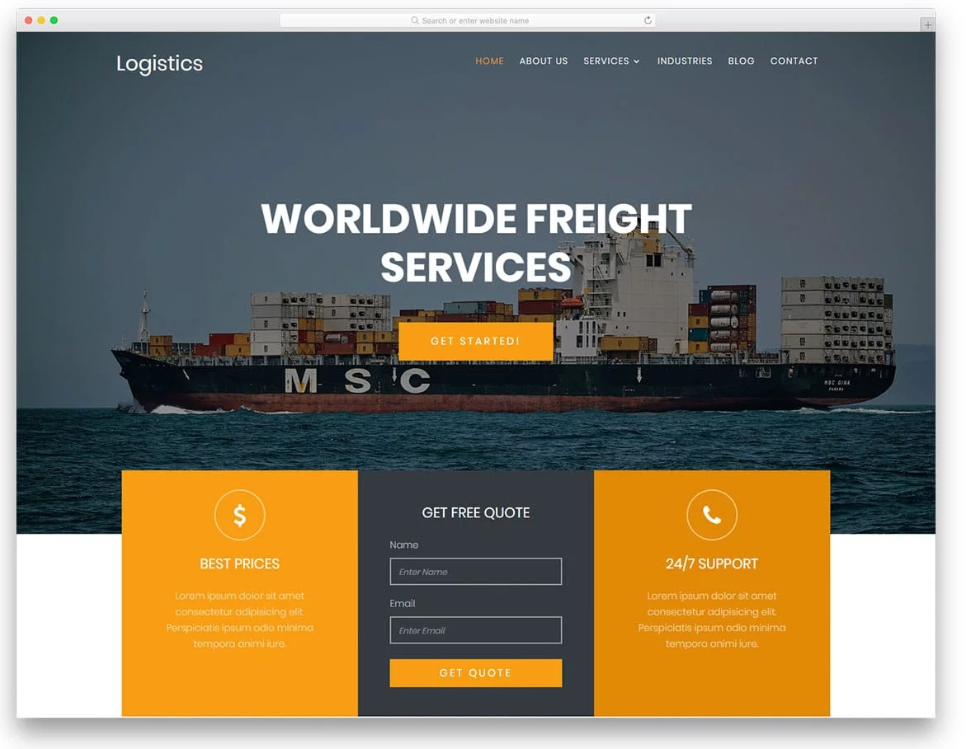 Search or enter website name
Logistics
HOME ABOUT US SERVICES INDUSTRIES BLOG CONTACT
WORLDWIDE FREIGHT
SERVICES
GET STARTED!
M S C
MSC GINA
PANAMA
BEST PRICES
Lorem ipsum dolor sit amet
consectetur adipisicing elit.
Perspiciatis ipsum odio minima
tempora animi iure.
GET FREE QUOTE
Name
Enter Name
Email
Enter Email
GET QUOTE
24/7 SUPPORT
Lorem ipsum dolor sit amet
consectetur adipisicing elit.
Perspiciatis ipsum odio minima
tempora animi iure.